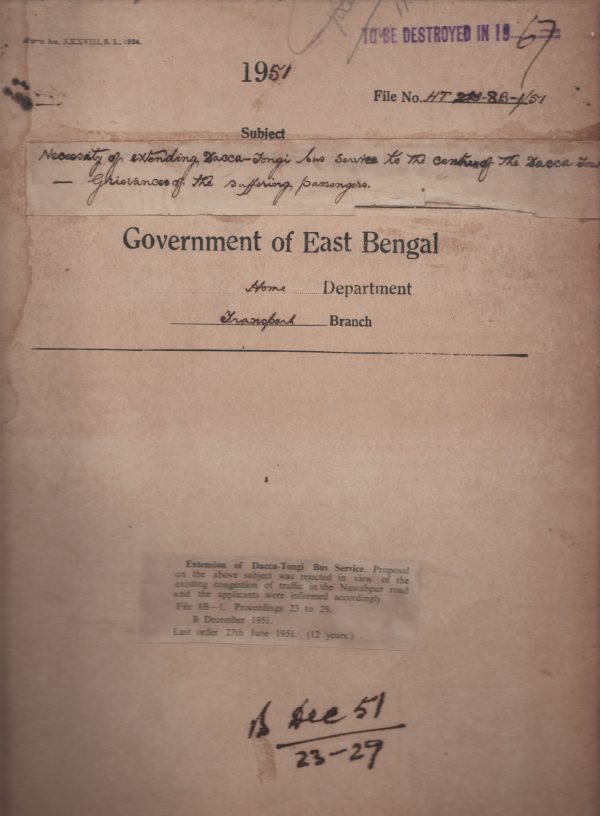 Form No. XXXVIII, S. L., 1924.
TO BE DESTROYED IN 1967
1951
File No. HT 8B-1/51
Subject
Necessity of extending Dacca-Tongi bus service to the centre of the Dacca
— Grievances of the suffering passengers.
Government of East Bengal
Home Department
Transport Branch
Extension of Dacca-Tongi Bus Service. Proposal
on the above subject was rejected in view of the
existing congestion of traffic in the Nawabpur road
and the applicants were informed accordingly.
File 8B—1. Proceedings 23 to 29.
B December 1951.
Last order 27th June 1951. (12 years.)
B Dec 51
23-29